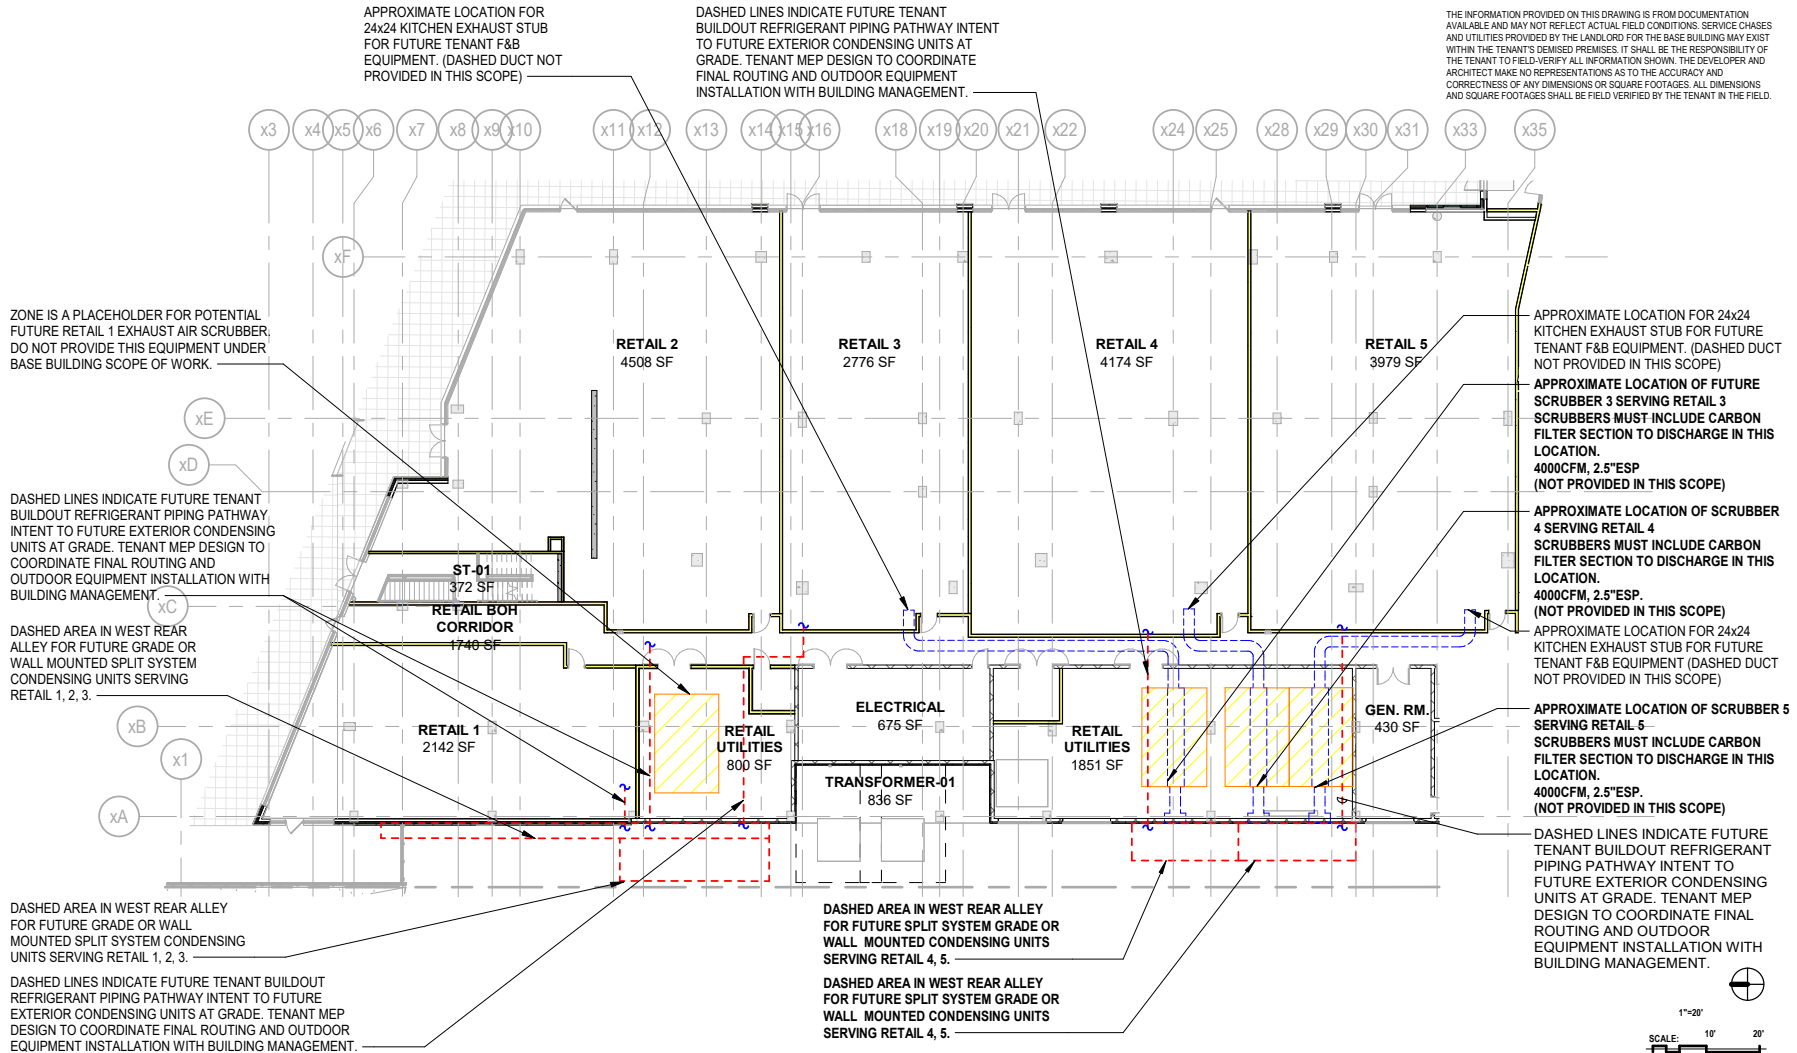 APPROXIMATE LOCATION FOR
24x24 KITCHEN EXHAUST STUB
FOR FUTURE TENANT F&B
EQUIPMENT. (DASHED DUCT NOT
PROVIDED IN THIS SCOPE)
DASHED LINES INDICATE FUTURE TENANT
BUILDOUT REFRIGERANT PIPING PATHWAY INTENT
TO FUTURE EXTERIOR CONDENSING UNITS AT
GRADE. TENANT MEP DESIGN TO COORDINATE
FINAL ROUTING AND OUTDOOR EQUIPMENT
INSTALLATION WITH BUILDING MANAGEMENT.
THE INFORMATION PROVIDED ON THIS DRAWING IS FROM DOCUMENTATION
AVAILABLE AND MAY NOT REFLECT ACTUAL FIELD CONDITIONS. SERVICE CHASES
AND UTILITIES PROVIDED BY THE LANDLORD FOR THE BASE BUILDING MAY EXIST
WITHIN THE TENANT'S DEMISED PREMISES. IT SHALL BE THE RESPONSIBILITY OF
THE TENANT TO FIELD-VERIFY ALL INFORMATION SHOWN. THE DEVELOPER AND
ARCHITECT MAKE NO REPRESENTATIONS AS TO THE ACCURACY AND
CORRECTNESS OF ANY DIMENSIONS OR SQUARE FOOTAGES. ALL DIMENSIONS
AND SQUARE FOOTAGES SHALL BE FIELD VERIFIED BY THE TENANT IN THE FIELD.
x3 x4 x5 x6 x7 x8 x9 x10 x11 x12 x13 x14 x15 x16 x18 x19 x20 x21 x22 x24 x25 x28 x29 x30 x31 x33 x35
xF
xE
xD
xC
xB
x1
xA
ZONE IS A PLACEHOLDER FOR POTENTIAL
FUTURE RETAIL 1 EXHAUST AIR SCRUBBER.
DO NOT PROVIDE THIS EQUIPMENT UNDER
BASE BUILDING SCOPE OF WORK.
DASHED LINES INDICATE FUTURE TENANT
BUILDOUT REFRIGERANT PIPING PATHWAY
INTENT TO FUTURE EXTERIOR CONDENSING
UNITS AT GRADE. TENANT MEP DESIGN TO
COORDINATE FINAL ROUTING AND
OUTDOOR EQUIPMENT INSTALLATION WITH
BUILDING MANAGEMENT.
DASHED AREA IN WEST REAR
ALLEY FOR FUTURE GRADE OR
WALL MOUNTED SPLIT SYSTEM
CONDENSING UNITS SERVING
RETAIL 1, 2, 3.
RETAIL 2
4508 SF
RETAIL 3
2776 SF
RETAIL 4
4174 SF
RETAIL 5
3979 SF
ST-01
372 SF
RETAIL BOH
CORRIDOR
1740 SF
RETAIL 1
2142 SF
RETAIL
UTILITIES
800 SF
ELECTRICAL
675 SF
TRANSFORMER-01
836 SF
RETAIL
UTILITIES
1851 SF
GEN. RM.
430 SF
APPROXIMATE LOCATION FOR 24x24
KITCHEN EXHAUST STUB FOR FUTURE
TENANT F&B EQUIPMENT. (DASHED DUCT
NOT PROVIDED IN THIS SCOPE)
APPROXIMATE LOCATION OF FUTURE
SCRUBBER 3 SERVING RETAIL 3
SCRUBBERS MUST INCLUDE CARBON
FILTER SECTION TO DISCHARGE IN THIS
LOCATION.
4000CFM, 2.5"ESP
(NOT PROVIDED IN THIS SCOPE)
APPROXIMATE LOCATION OF SCRUBBER
4 SERVING RETAIL 4
SCRUBBERS MUST INCLUDE CARBON
FILTER SECTION TO DISCHARGE IN THIS
LOCATION.
4000CFM, 2.5"ESP.
(NOT PROVIDED IN THIS SCOPE)
APPROXIMATE LOCATION FOR 24x24
KITCHEN EXHAUST STUB FOR FUTURE
TENANT F&B EQUIPMENT (DASHED DUCT
NOT PROVIDED IN THIS SCOPE)
APPROXIMATE LOCATION OF SCRUBBER 5
SERVING RETAIL 5
SCRUBBERS MUST INCLUDE CARBON
FILTER SECTION TO DISCHARGE IN THIS
LOCATION.
4000CFM, 2.5"ESP.
(NOT PROVIDED IN THIS SCOPE)
DASHED LINES INDICATE FUTURE
TENANT BUILDOUT REFRIGERANT
PIPING PATHWAY INTENT TO
FUTURE EXTERIOR CONDENSING
UNITS AT GRADE. TENANT MEP
DESIGN TO COORDINATE FINAL
ROUTING AND OUTDOOR
EQUIPMENT INSTALLATION WITH
BUILDING MANAGEMENT.
DASHED AREA IN WEST REAR ALLEY
FOR FUTURE GRADE OR WALL
MOUNTED SPLIT SYSTEM CONDENSING
UNITS SERVING RETAIL 1, 2, 3.
DASHED LINES INDICATE FUTURE TENANT BUILDOUT
REFRIGERANT PIPING PATHWAY INTENT TO FUTURE
EXTERIOR CONDENSING UNITS AT GRADE. TENANT MEP
DESIGN TO COORDINATE FINAL ROUTING AND OUTDOOR
EQUIPMENT INSTALLATION WITH BUILDING MANAGEMENT.
DASHED AREA IN WEST REAR ALLEY
FOR FUTURE SPLIT SYSTEM GRADE OR
WALL MOUNTED CONDENSING UNITS
SERVING RETAIL 4, 5.
DASHED AREA IN WEST REAR ALLEY
FOR FUTURE SPLIT SYSTEM GRADE OR
WALL MOUNTED CONDENSING UNITS
SERVING RETAIL 4, 5.
1"=20'
SCALE: 10' 20'